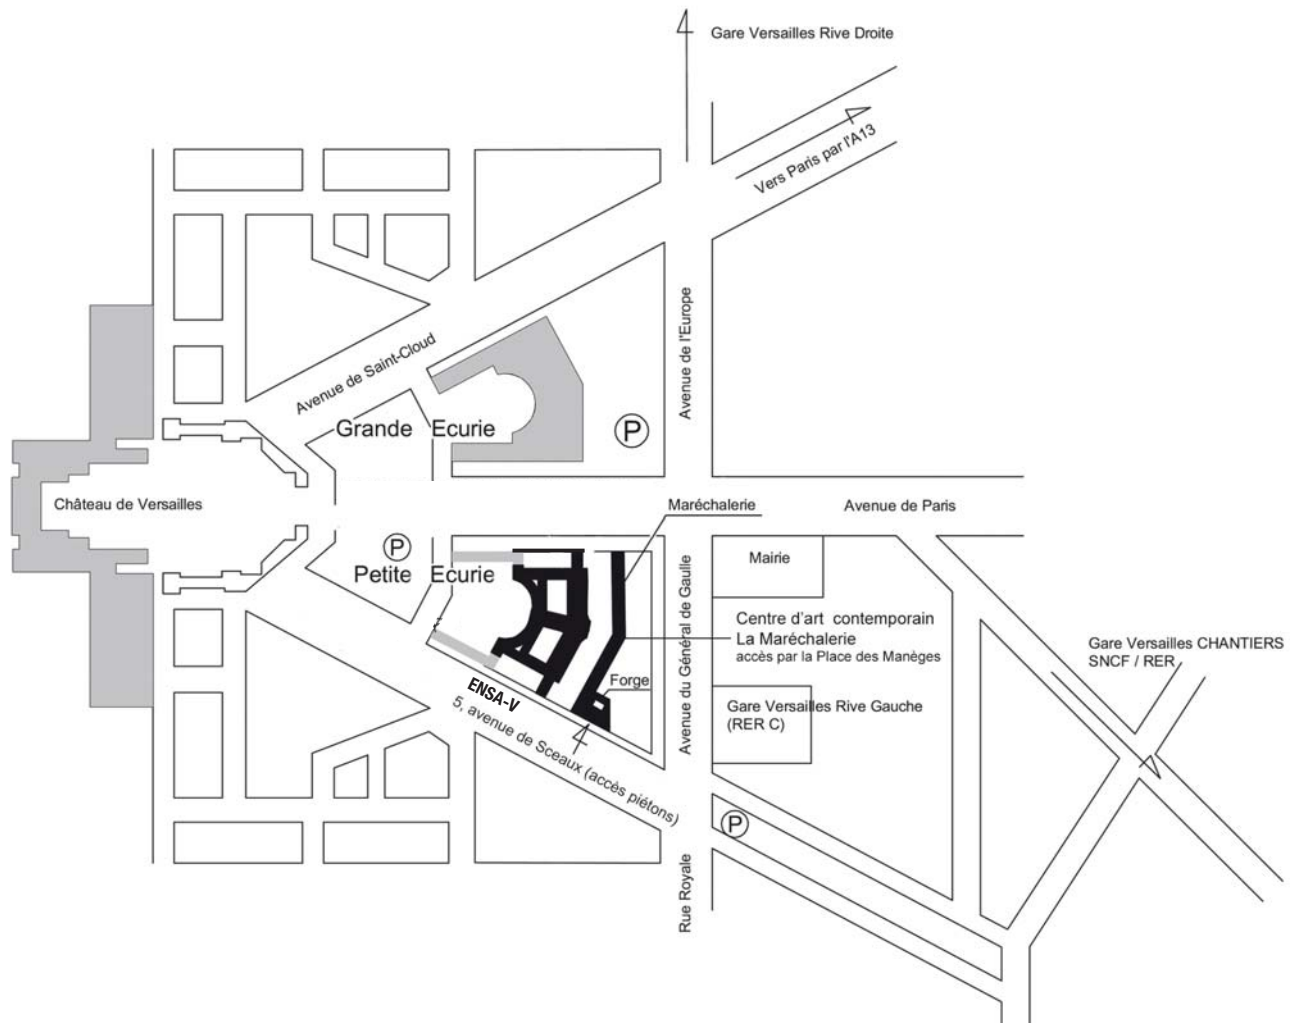 Gare Versailles Rive Droite
Vers Paris par l'A13
Avenue de l'Europe
Avenue de Saint-Cloud
Grande Ecurie
P
Château de Versailles
Maréchalerie
Avenue de Paris
P
Petite Ecurie
Mairie
Avenue du Général de Gaulle
Centre d'art contemporain
La Maréchalerie
accès par la Place des Manèges
Gare Versailles CHANTIERS
SNCF / RER
Forge
ENSA-V
5, avenue de Sceaux (accès piétons)
Gare Versailles Rive Gauche
(RER C)
P
Rue Royale